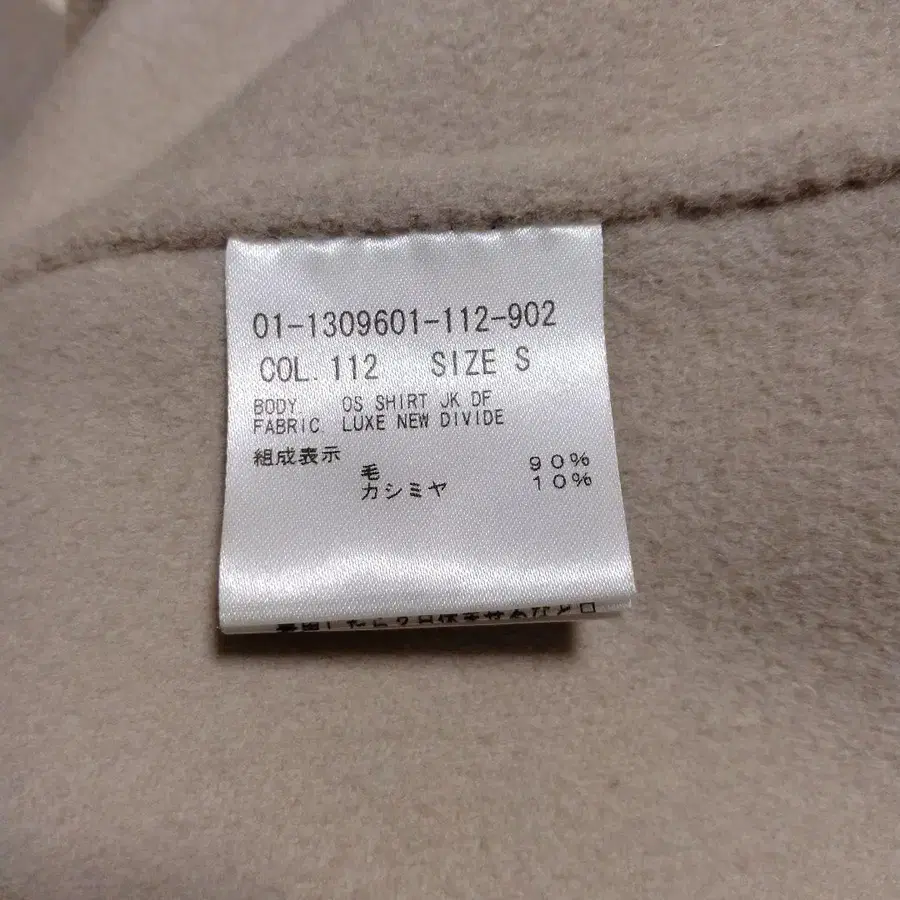 01-1309601-112-902
COL. 112 SIZE S
BODY OS SHIRT JK DF
FABRIC LUXE NEW DIVIDE
組成表示
毛 90%
カシミヤ 10%